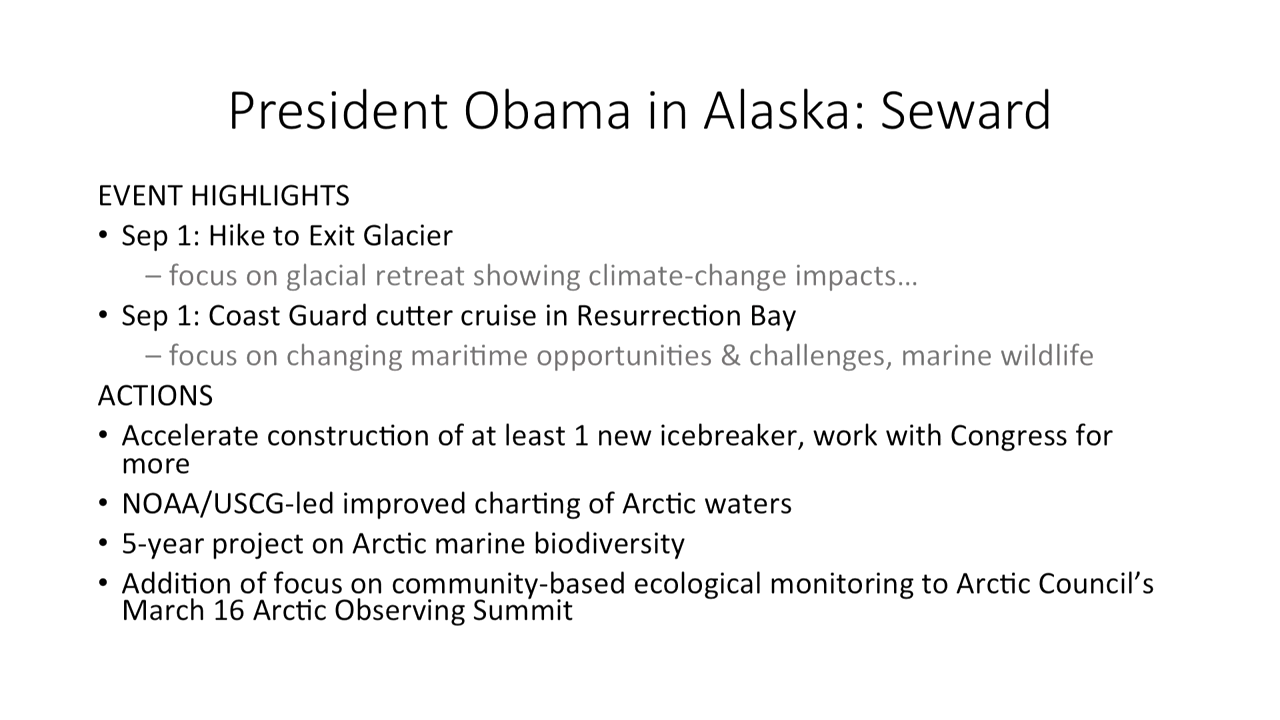 President Obama in Alaska: Seward
EVENT HIGHLIGHTS
• Sep 1: Hike to Exit Glacier
– focus on glacial retreat showing climate-change impacts…
• Sep 1: Coast Guard cutter cruise in Resurrection Bay
– focus on changing maritime opportunities & challenges, marine wildlife
ACTIONS
• Accelerate construction of at least 1 new icebreaker, work with Congress for
more
• NOAA/USCG-led improved charting of Arctic waters
• 5-year project on Arctic marine biodiversity
• Addition of focus on community-based ecological monitoring to Arctic Council’s
March 16 Arctic Observing Summit